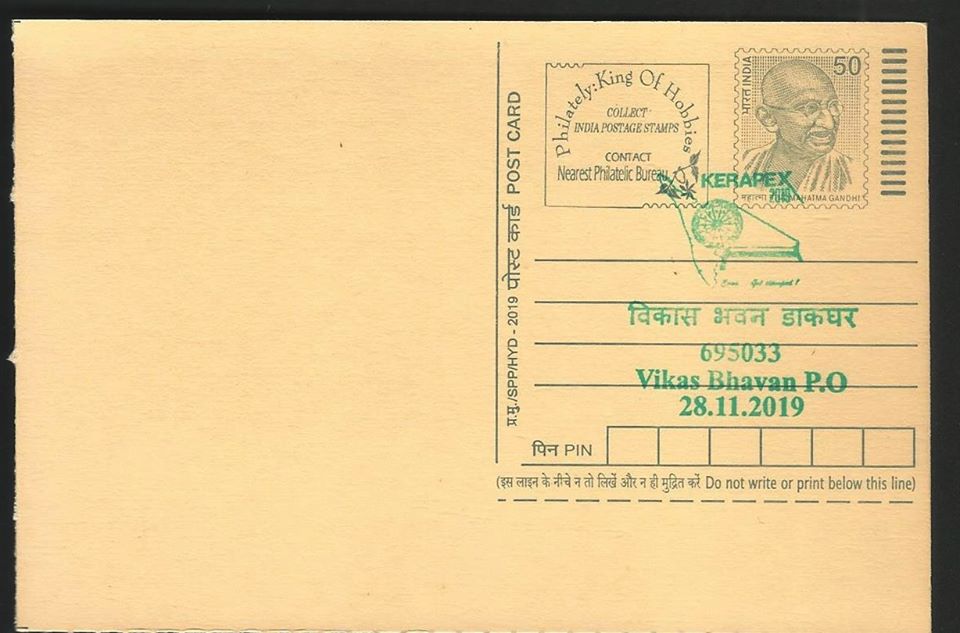 Philately: King Of Hobbies
COLLECT
INDIA POSTAGE STAMPS
CONTACT
Nearest Philatelic Bureau
भारत INDIA
50
महात्मा MAHATMA GANDHI
KERAPEX
2019
Get stamped !
विकास भवन डाकघर
695033
Vikas Bhavan P.O
28.11.2019
प्र.मु./SPP/HYD - 2019 पोस्ट कार्ड POST CARD
पिन PIN
(इस लाइन के नीचे न तो लिखें और न ही मुद्रित करें Do not write or print below this line)